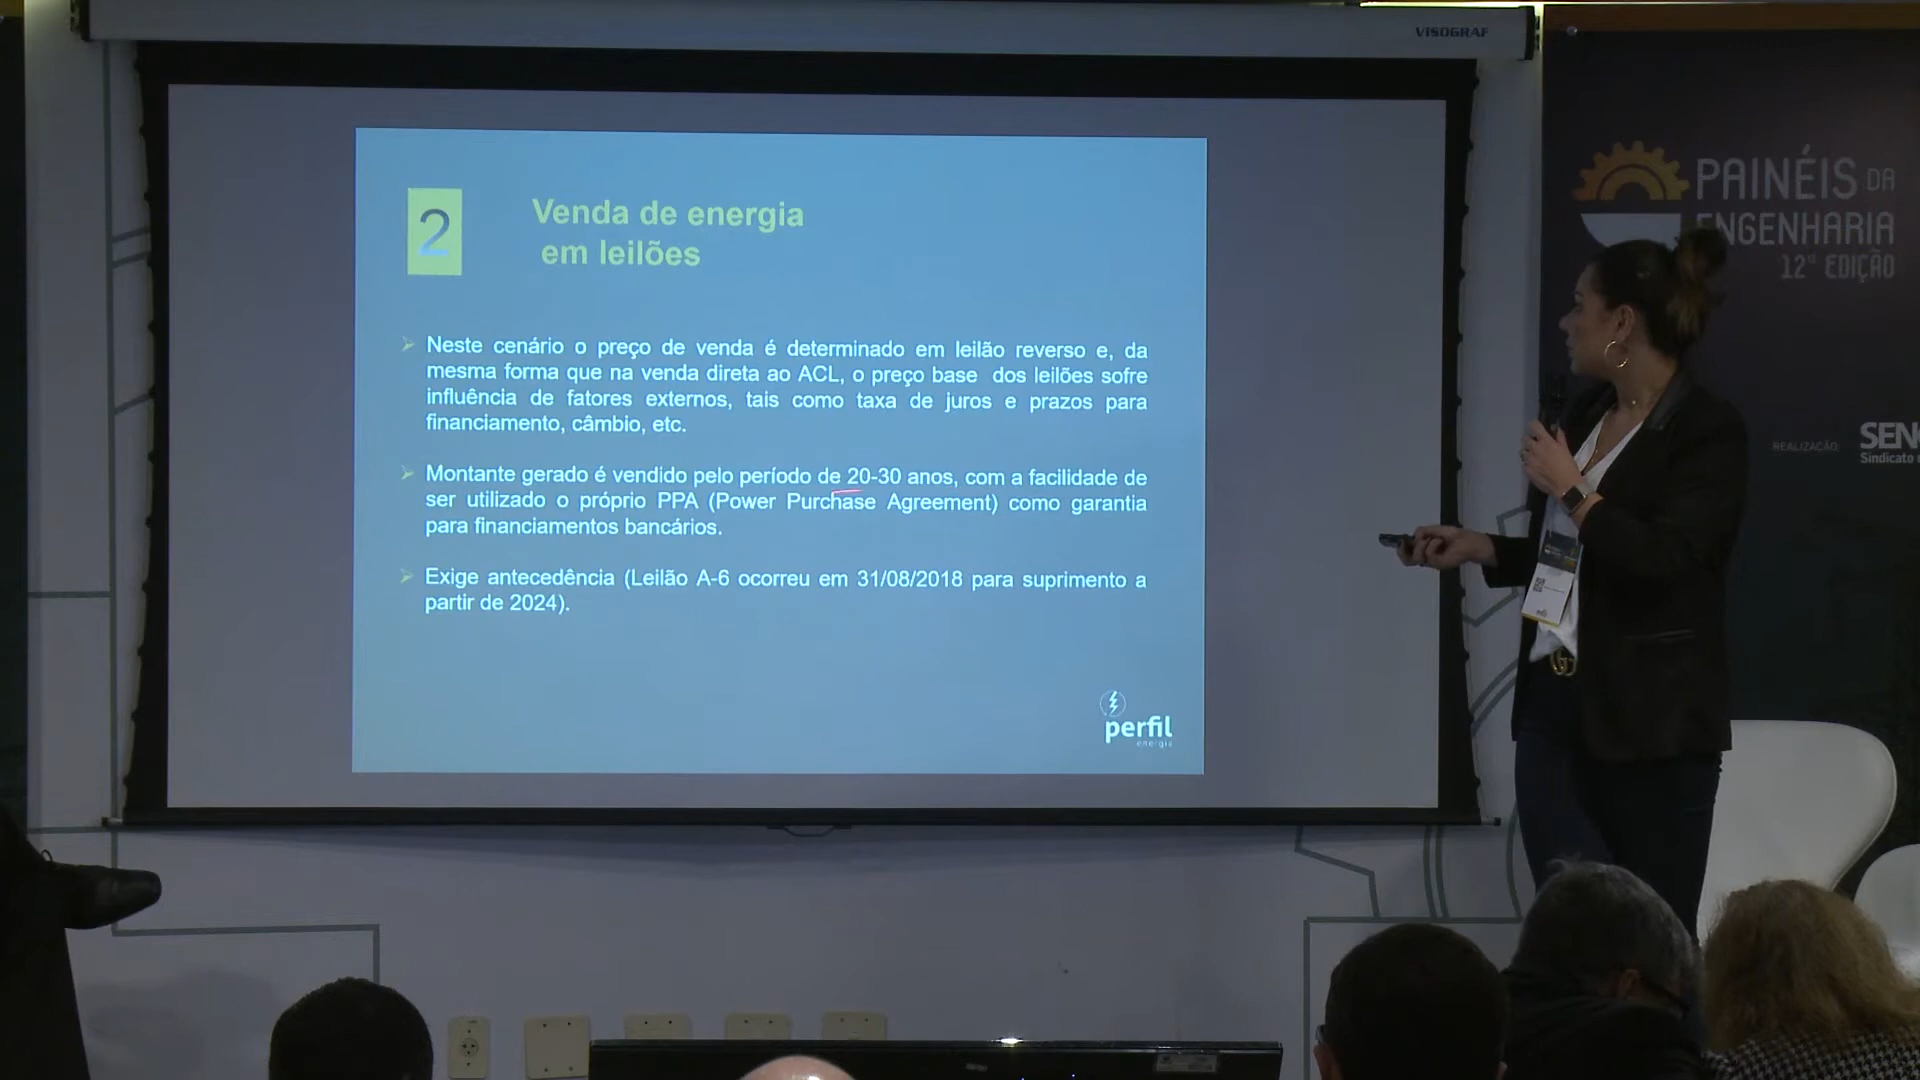 VISOGRAF
2
Venda de energia
em leilões
Neste cenário o preço de venda é determinado em leilão reverso e, da
mesma forma que na venda direta ao ACL, o preço base dos leilões sofre
influência de fatores externos, tais como taxa de juros e prazos para
financiamento, câmbio, etc.
Montante gerado é vendido pelo período de 20-30 anos, com a facilidade de
ser utilizado o próprio PPA (Power Purchase Agreement) como garantia
para financiamentos bancários.
Exige antecedência (Leilão A-6 ocorreu em 31/08/2018 para suprimento a
partir de 2024).
perfil
energia
PAINÉIS DA
ENGENHARIA
12ª EDIÇÃO
REALIZAÇÃO
SENG
Sindicato